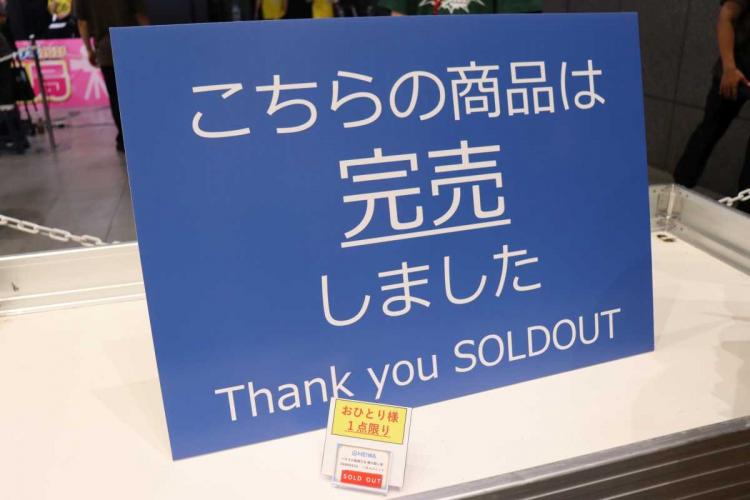 こちらの商品は
完売
しました
Thank you SOLDOUT
おひとり様
1点限り
SOLD OUT